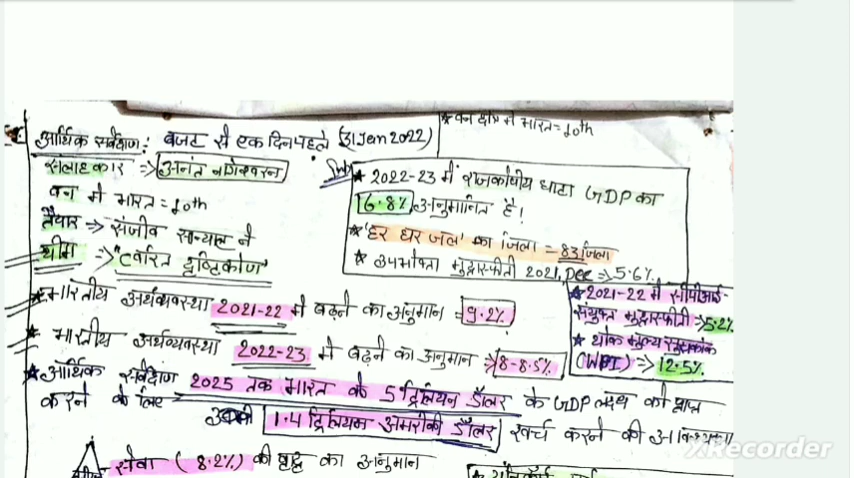 * वन क्षेत्र में भारत = 10th
आर्थिक सर्वेक्षण : बजट से एक दिन पहले (31 Jan 2022)
सलाहकार => अनंत नागेश्वरन
वन में भारत = 10th
तैयार => संजीव सान्याल ने
थीम => "त्वरित दृष्टिकोण"
* 2022-23 में राजकोषीय घाटा GDP का
6.8% अनुमानित है!
* 'हर घर जल' का जिला = 83 जिला
* उपभोक्ता मुद्रास्फीती 2021, Dec => 5.6%
* भारतीय अर्थव्यवस्था 2021-22 में बढ़ने का अनुमान = 9.2%
* भारतीय अर्थव्यवस्था 2022-23 में बढ़ने का अनुमान => 8-8.5%
* 2021-22 में सीपीआई-
संयुक्त मुद्रास्फीती => 5.2%
* थोक मूल्य सूचकांक
(WPI) => 12.5%
* आर्थिक सर्वेक्षण 2025 तक भारत को 5 ट्रिलियन डॉलर के GDP लक्ष्य को प्राप्त
करने के लिए 1.4 ट्रिलियन अमरीकी डॉलर खर्च करने की आवश्यकता
सेवा (8.2%) की वृद्धि का अनुमान
XRecorder